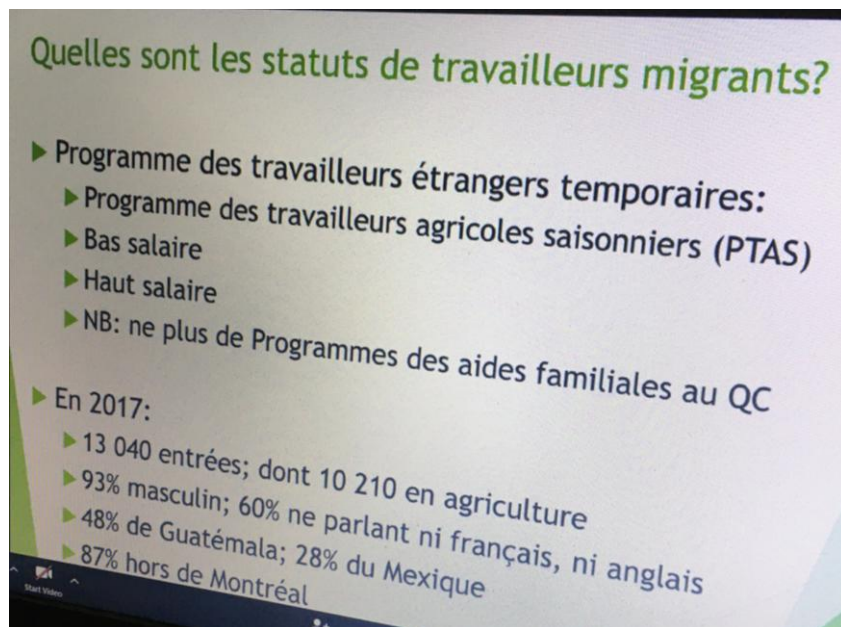 Quelles sont les statuts de travailleurs migrants?
Programme des travailleurs étrangers temporaires:
Programme des travailleurs agricoles saisonniers (PTAS)
Bas salaire
Haut salaire
NB: ne plus de Programmes des aides familiales au QC
En 2017:
13 040 entrées; dont 10 210 en agriculture
93% masculin; 60% ne parlant ni français, ni anglais
48% de Guatémala; 28% du Mexique
87% hors de Montréal
Start Video